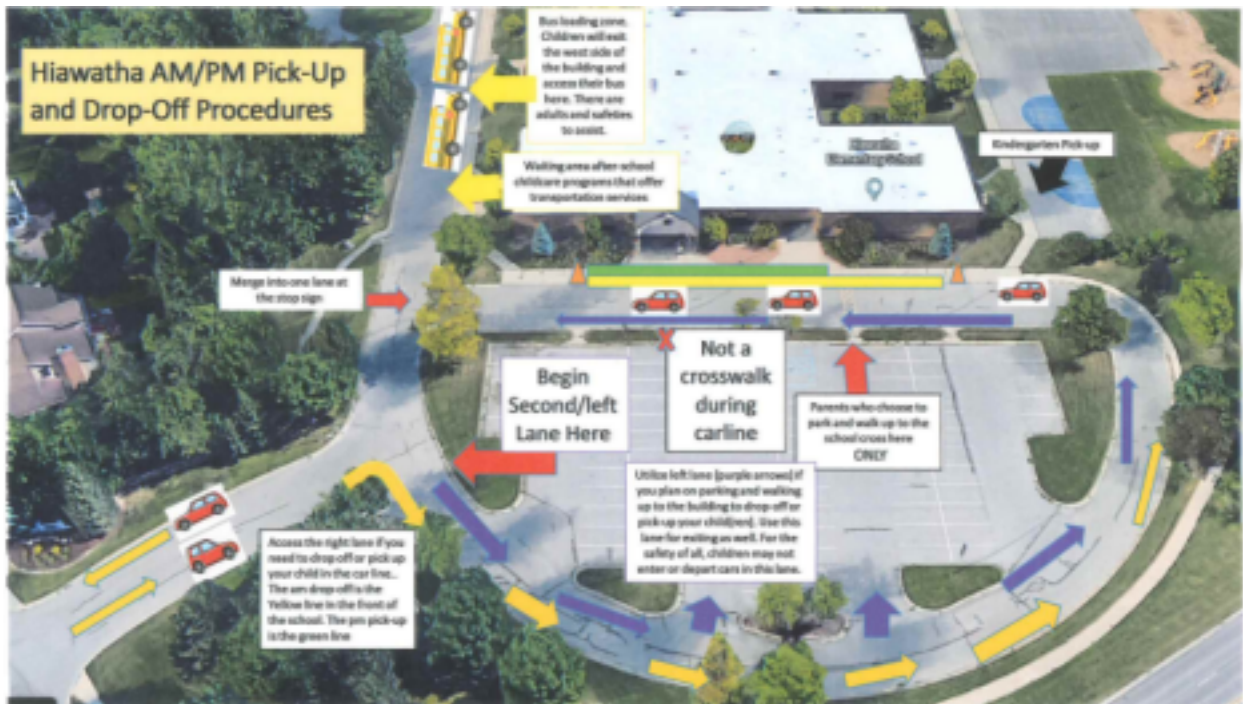 Hiawatha AM/PM Pick-Up
and Drop-Off Procedures
Bus loading zone.
Children will exit
the west side of
the building and
access their bus
here. There are
adults and safeties
to assist.
Waiting area after-school
childcare programs that offer
transportation services
Hiawatha
Elementary School
Kindergarten Pick-up
Merge into one lane at
the stop sign
Begin
Second/left
Lane Here
X
Not a
crosswalk
during
carline
Parents who choose to
park and walk up to the
school cross here
ONLY
Utilize left lane (purple arrows) if
you plan on parking and walking
up to the building to drop-off or
pick-up your child(ren). Use this
lane for exiting as well. For the
safety of all, children may not
enter or depart cars in this lane.
Access the right lane if you
need to drop off or pick up
your child in the car line..
The am drop off is the
Yellow line in the front of
the school. The pm pick-up
is the green line